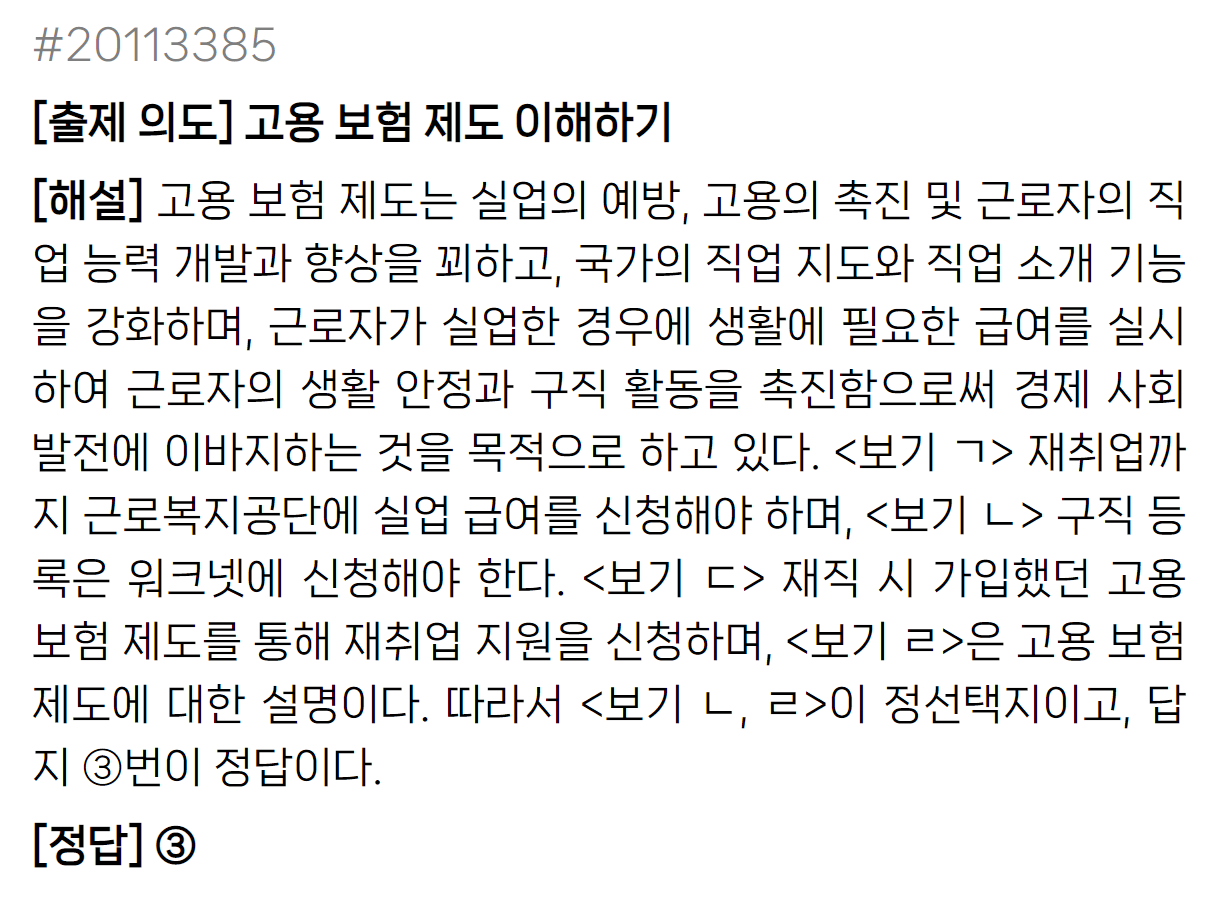 #20113385
[출제 의도] 고용 보험 제도 이해하기
[해설] 고용 보험 제도는 실업의 예방, 고용의 촉진 및 근로자의 직
업 능력 개발과 향상을 꾀하고, 국가의 직업 지도와 직업 소개 기능
을 강화하며, 근로자가 실업한 경우에 생활에 필요한 급여를 실시
하여 근로자의 생활 안정과 구직 활동을 촉진함으로써 경제 사회
발전에 이바지하는 것을 목적으로 하고 있다. <보기 ㄱ> 재취업까
지 근로복지공단에 실업 급여를 신청해야 하며, <보기 ㄴ> 구직 등
록은 워크넷에 신청해야 한다. <보기 ㄷ> 재직 시 가입했던 고용
보험 제도를 통해 재취업 지원을 신청하며, <보기 ㄹ>은 고용 보험
제도에 대한 설명이다. 따라서 <보기 ㄴ, ㄹ>이 정선택지이고, 답
지 ③번이 정답이다.
[정답] ③